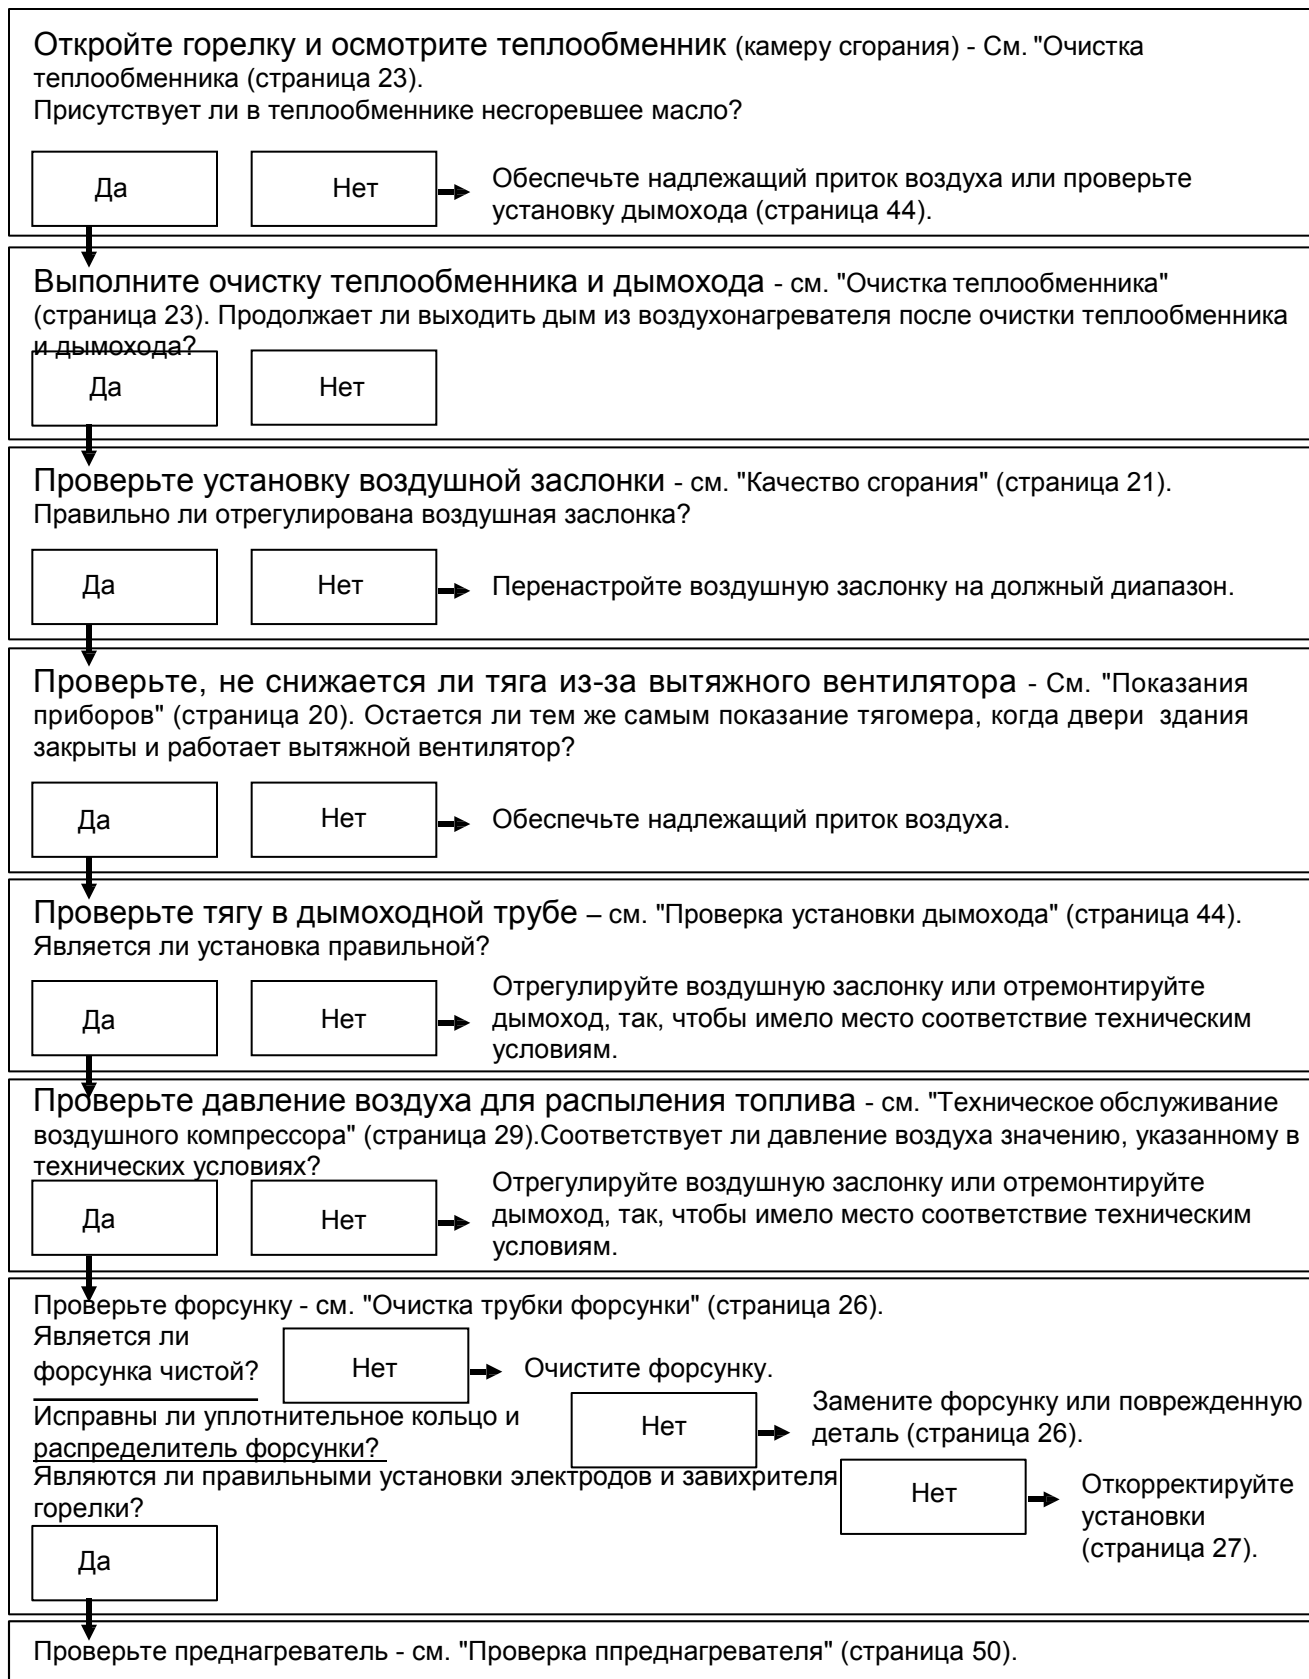 Откройте горелку и осмотрите теплообменник (камеру сгорания) - См. "Очистка
теплообменника (страница 23).
Присутствует ли в теплообменнике несгоревшее масло?
Да
Нет
Обеспечьте надлежащий приток воздуха или проверьте
установку дымохода (страница 44).
Выполните очистку теплообменника и дымохода - см. "Очистка теплообменника"
(страница 23). Продолжает ли выходить дым из воздухонагревателя после очистки теплообменника
и дымохода?
Да
Нет
Проверьте установку воздушной заслонки - см. "Качество сгорания" (страница 21).
Правильно ли отрегулирована воздушная заслонка?
Да
Нет
Перенастройте воздушную заслонку на должный диапазон.
Проверьте, не снижается ли тяга из-за вытяжного вентилятора - См. "Показания
приборов" (страница 20). Остается ли тем же самым показание тягомера, когда двери здания
закрыты и работает вытяжной вентилятор?
Да
Нет
Обеспечьте надлежащий приток воздуха.
Проверьте тягу в дымоходной трубе – см. "Проверка установки дымохода" (страница 44).
Является ли установка правильной?
Да
Нет
Отрегулируйте воздушную заслонку или отремонтируйте
дымоход, так, чтобы имело место соответствие техническим
условиям.
Проверьте давление воздуха для распыления топлива - см. "Техническое обслуживание
воздушного компрессора" (страница 29).Соответствует ли давление воздуха значению, указанному в
технических условиях?
Да
Нет
Отрегулируйте воздушную заслонку или отремонтируйте
дымоход, так, чтобы имело место соответствие техническим
условиям.
Проверьте форсунку - см. "Очистка трубки форсунки" (страница 26).
Является ли
форсунка чистой?
Нет
Очистите форсунку.
Исправны ли уплотнительное кольцо и
распределитель форсунки?
Нет
Замените форсунку или поврежденную
деталь (страница 26).
Являются ли правильными установки электродов и завихрителя
горелки?
Нет
Откорректируйте
установки
(страница 27).
Да
Проверьте преднагреватель - см. "Проверка ппреднагревателя" (страница 50).